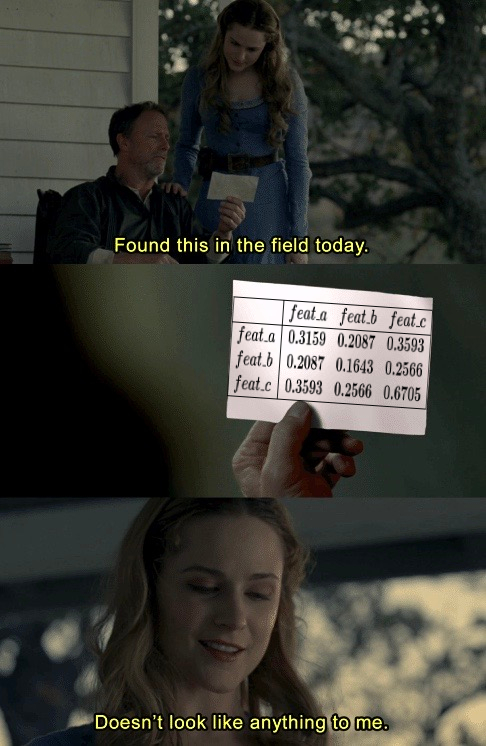 Found this in the field today.
feat_a feat_b feat_c
feat_a 0.3159 0.2087 0.3593
feat_b 0.2087 0.1643 0.2566
feat_c 0.3593 0.2566 0.6705
Doesn't look like anything to me.